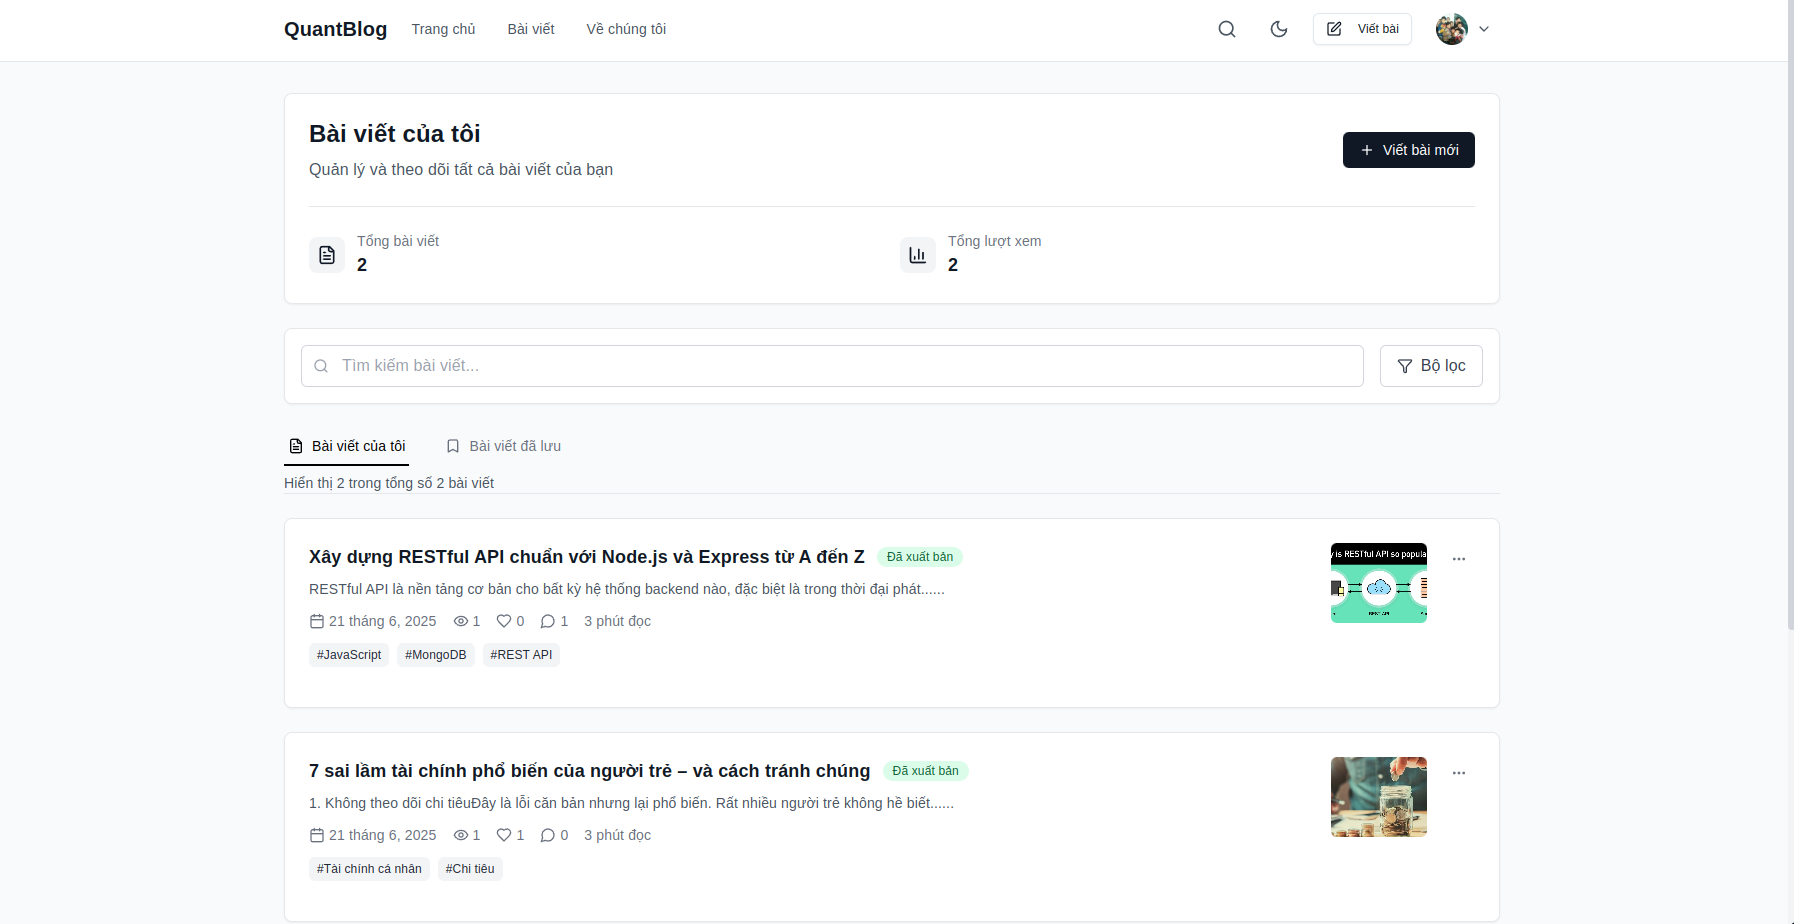 QuantBlog Trang chủ Bài viết Về chúng tôi Viết bài
Bài viết của tôi
Viết bài mới
Quản lý và theo dõi tất cả bài viết của bạn
Tổng bài viết
2
Tổng lượt xem
2
Tìm kiếm bài viết...
Bộ lọc
Bài viết của tôi Bài viết đã lưu
Hiển thị 2 trong tổng số 2 bài viết
Xây dựng RESTful API chuẩn với Node.js và Express từ A đến Z Đã xuất bản
RESTful API là nền tảng cơ bản cho bất kỳ hệ thống backend nào, đặc biệt là trong thời đại phát......
21 tháng 6, 2025 1 0 1 3 phút đọc
#JavaScript #MongoDB #REST API
y is RESTful API so popula
REST API
7 sai lầm tài chính phổ biến của người trẻ – và cách tránh chúng Đã xuất bản
1. Không theo dõi chi tiêuĐây là lỗi căn bản nhưng lại phổ biến. Rất nhiều người trẻ không hề biết......
21 tháng 6, 2025 1 1 0 3 phút đọc
#Tài chính cá nhân #Chi tiêu